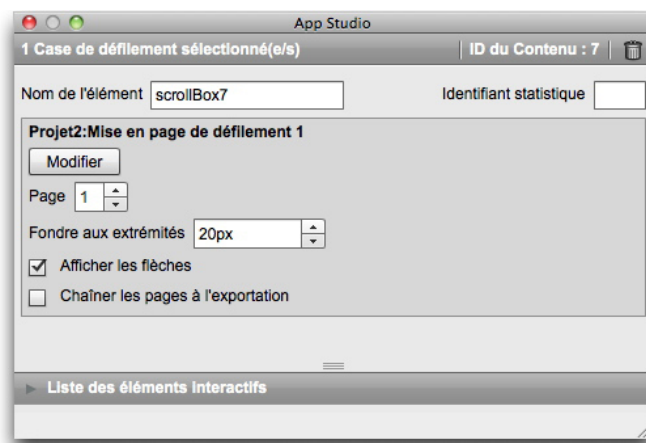 App Studio
1 Case de défilement sélectionné(e/s) ID du Contenu : 7
Nom de l'élément scrollBox7 Identifiant statistique
Projet2:Mise en page de défilement 1
Modifier
Page 1
Fondre aux extrémités 20px
Afficher les flèches
Chaîner les pages à l'exportation
Liste des éléments interactifs